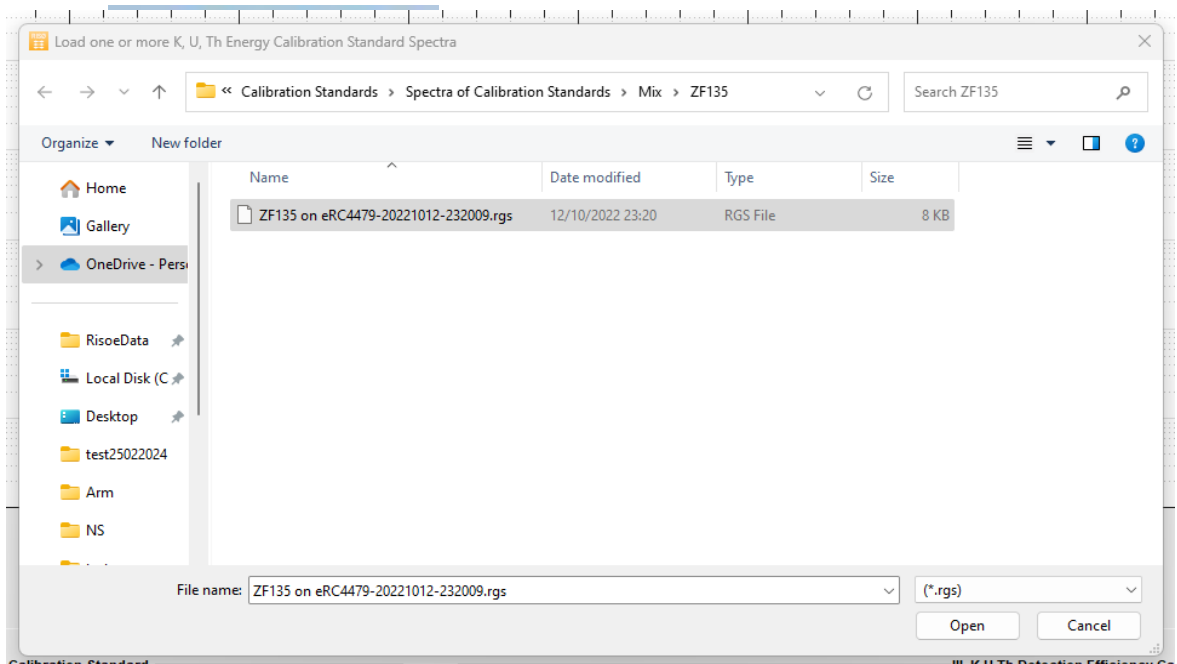 Load one or more K, U, Th Energy Calibration Standard Spectra
« Calibration Standards > Spectra of Calibration Standards > Mix > ZF135
Search ZF135
Organize
New folder
Name
Date modified
Type
Size
Home
ZF135 on eRC4479-20221012-232009.rgs
12/10/2022 23:20
RGS File
8 KB
Gallery
OneDrive - Pers
RisoeData
Local Disk (C
Desktop
test25022024
Arm
NS
File name:
ZF135 on eRC4479-20221012-232009.rgs
(*.rgs)
Open
Cancel
Calibration Standard
III. K,U,Th Detection Efficiency Ca